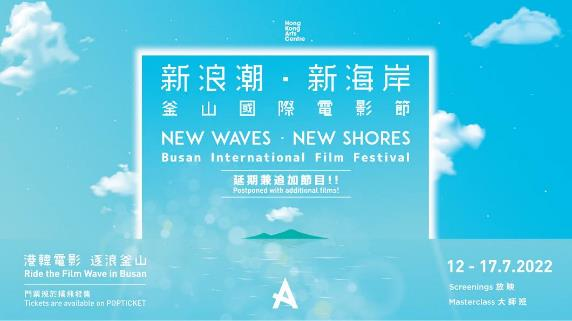 Hong
Kong
Arts
Centre
新浪潮・新海岸
釜山國際電影節
NEW WAVES · NEW SHORES
Busan International Film Festival
延期兼追加節目!!
Postponed with additional films!
港韓電影 逐浪釜山
Ride the Film Wave in Busan
門票現於撲飛發售
Tickets are available on POPTICKET
12 - 17.7.2022
Screenings 放映
Masterclass 大師班